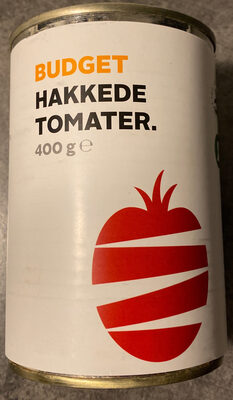 BUDGET
HAKKEDE
TOMATER.
400 g ℮